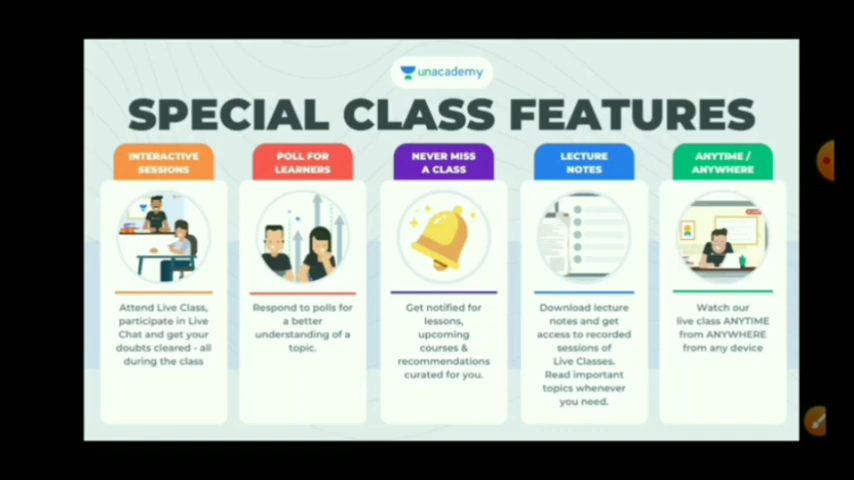 unacademy
SPECIAL CLASS FEATURES
INTERACTIVE
SESSIONS
Attend Live Class,
participate in Live
Chat and get your
doubts cleared - all
during the class
POLL FOR
LEARNERS
Respond to polls for
a better
understanding of a
topic.
NEVER MISS
A CLASS
Get notified for
lessons,
upcoming
courses &
recommendations
curated for you.
LECTURE
NOTES
Download lecture
notes and get
access to recorded
sessions of
Live Classes.
Read important
topics whenever
you need.
ANYTIME /
ANYWHERE
Watch our
live class ANYTIME
from ANYWHERE
from any device